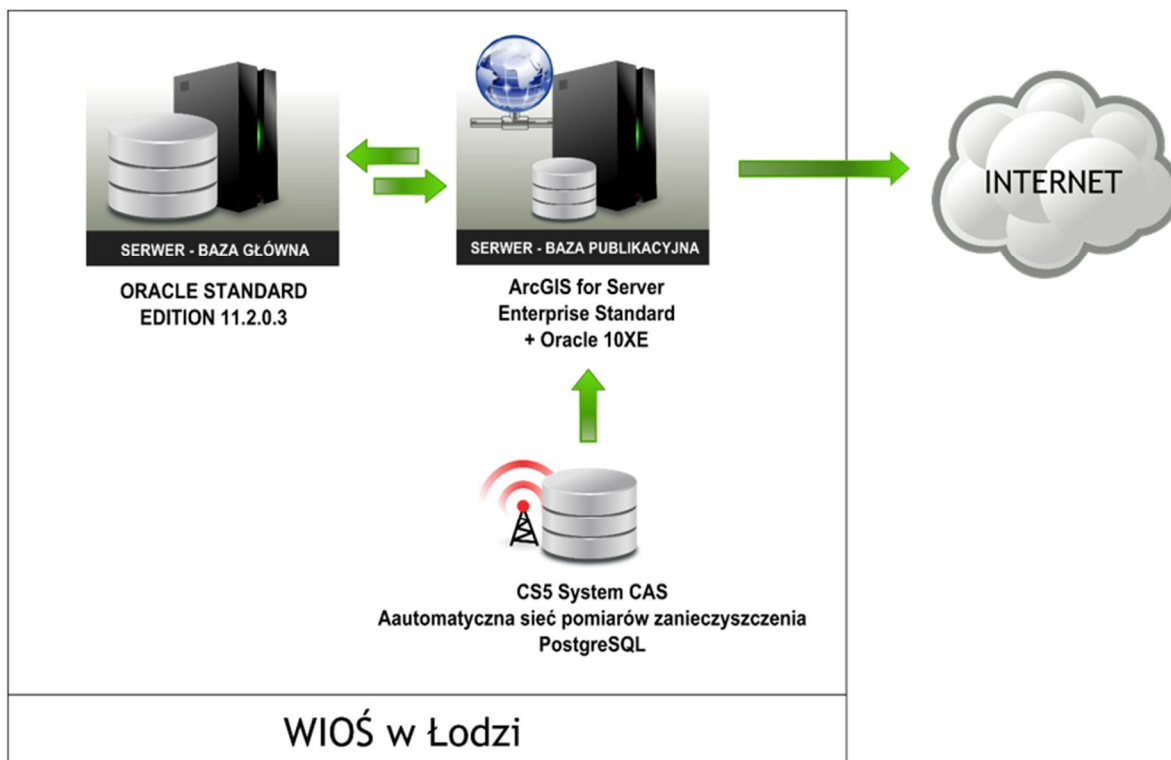 SERWER - BAZA GŁÓWNA
ORACLE STANDARD
EDITION 11.2.0.3
SERWER - BAZA PUBLIKACYJNA
ArcGIS for Server
Enterprise Standard
+ Oracle 10XE
INTERNET
CS5 System CAS
Aautomatyczna sieć pomiarów zanieczyszczenia
PostgreSQL
WIOŚ w Łodzi